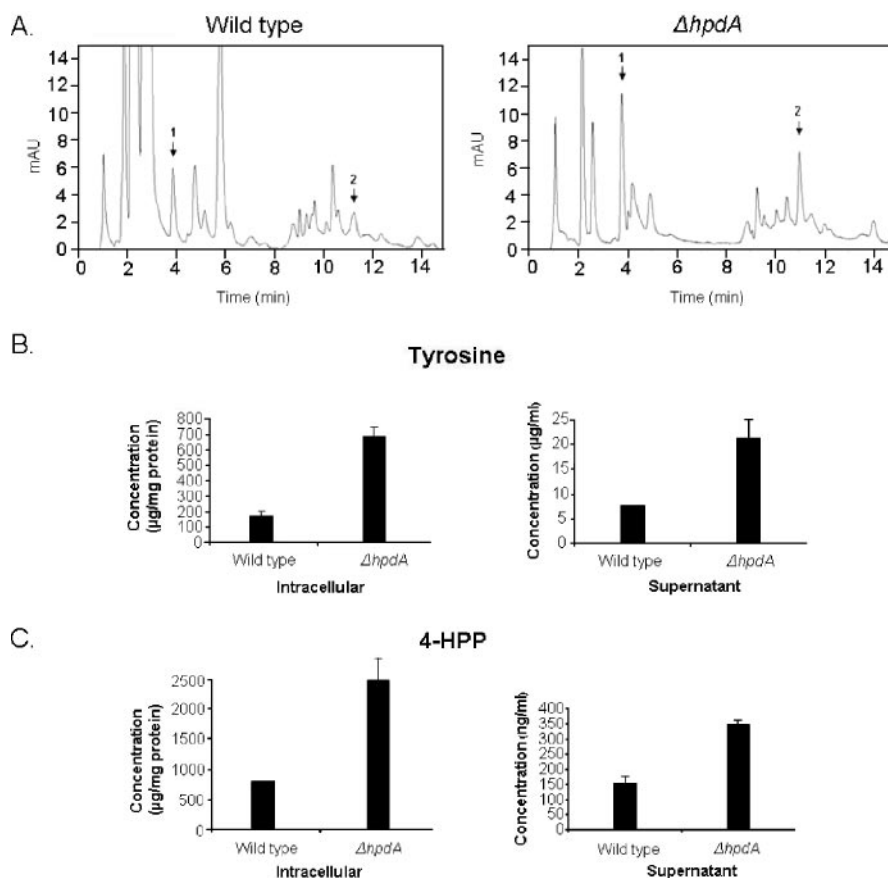 A.
Wild type
ΔhpdA
14
12
10
8
6
4
2
0
mAU
1
2
0 2 4 6 8 10 12 14
Time (min)
14
12
10
8
6
4
2
0
mAU
1
2
0 2 4 6 8 10 12 14
Time (min)
B.
Tyrosine
Concentration
(µg/mg protein)
800
700
600
500
400
300
200
100
0
Wild type ΔhpdA
Intracellular
Concentration (µg/ml)
25
20
15
10
5
0
Wild type ΔhpdA
Supernatant
C.
4-HPP
Concentration
(µg/mg protein)
2500
2000
1500
1000
500
0
Wild type ΔhpdA
Intracellular
Concentration (ng/ml)
400
350
300
250
200
150
100
50
0
Wild type ΔhpdA
Supernatant